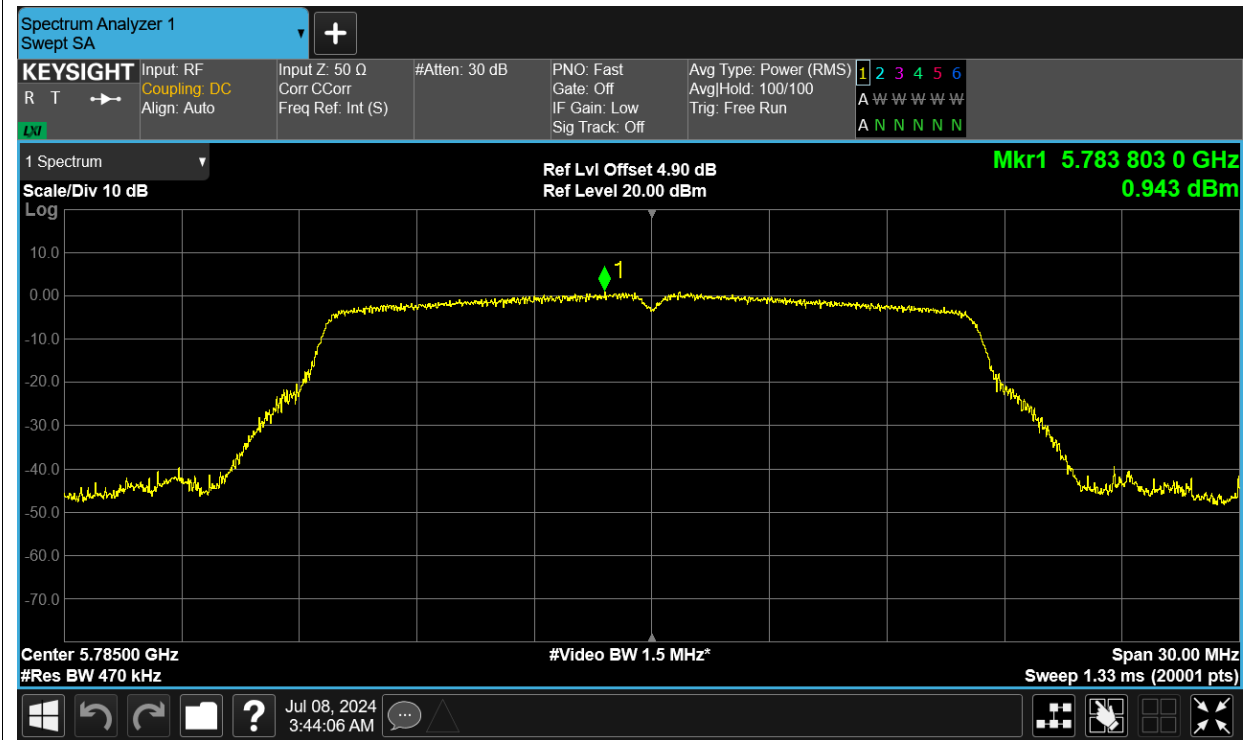 Spectrum Analyzer 1
Swept SA
KEYSIGHT
R T
LXI
Input: RF
Coupling: DC
Align: Auto
Input Z: 50 Ω
Corr CCorr
Freq Ref: Int (S)
#Atten: 30 dB
PNO: Fast
Gate: Off
IF Gain: Low
Sig Track: Off
Avg Type: Power (RMS)
Avg|Hold: 100/100
Trig: Free Run
1 2 3 4 5 6
A W W W W W
A N N N N N
1 Spectrum
Scale/Div 10 dB
Log
Ref Lvl Offset 4.90 dB
Ref Level 20.00 dBm
Mkr1 5.783 803 0 GHz
0.943 dBm
1
10.0
0.00
-10.0
-20.0
-30.0
-40.0
-50.0
-60.0
-70.0
Center 5.78500 GHz
#Res BW 470 kHz
#Video BW 1.5 MHz*
Span 30.00 MHz
Sweep 1.33 ms (20001 pts)
?
Jul 08, 2024
3:44:06 AM